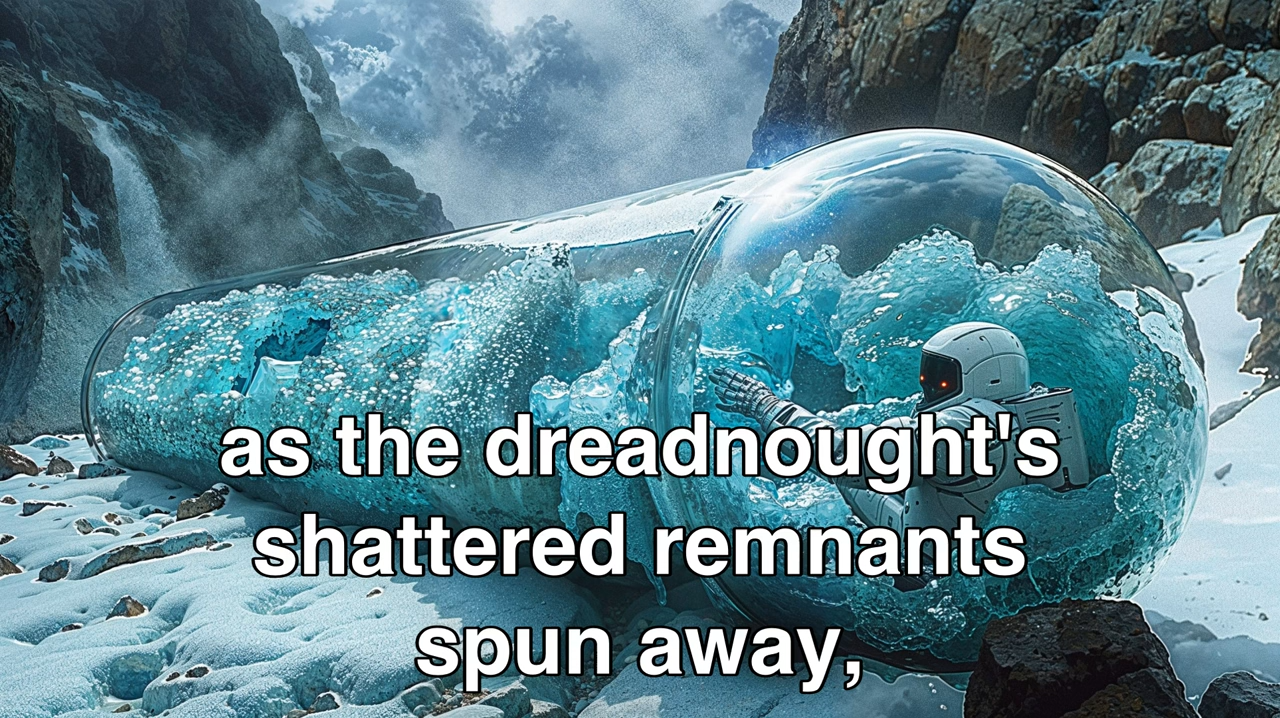 as the dreadnought's
shattered remnants
spun away,